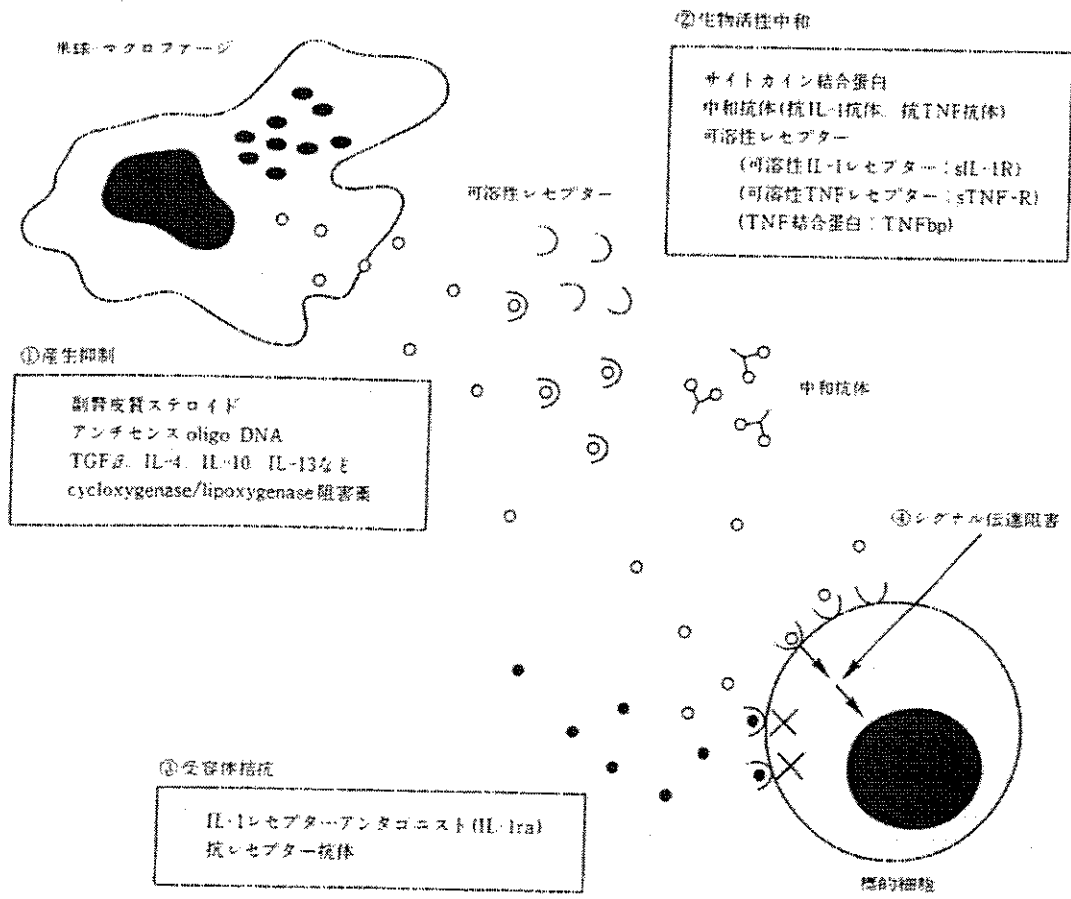 単球・マクロファージ
②生物活性中和
サイトカイン結合蛋白
中和抗体(抗IL-1抗体、抗TNF抗体)
可溶性レセプター
(可溶性IL-1レセプター：sIL-1R)
(可溶性TNFレセプター：sTNF-R)
(TNF結合蛋白：TNFbp)
可溶性レセプター
①産生抑制
副腎皮質ステロイド
アンチセンスoligo DNA
TGFβ、IL-4、IL-10、IL-13など
cycloxygenase/lipoxygenase阻害薬
中和抗体
④シグナル伝達阻害
③受容体拮抗
IL-1レセプターアンタゴニスト(IL-1ra)
抗レセプター抗体
標的細胞